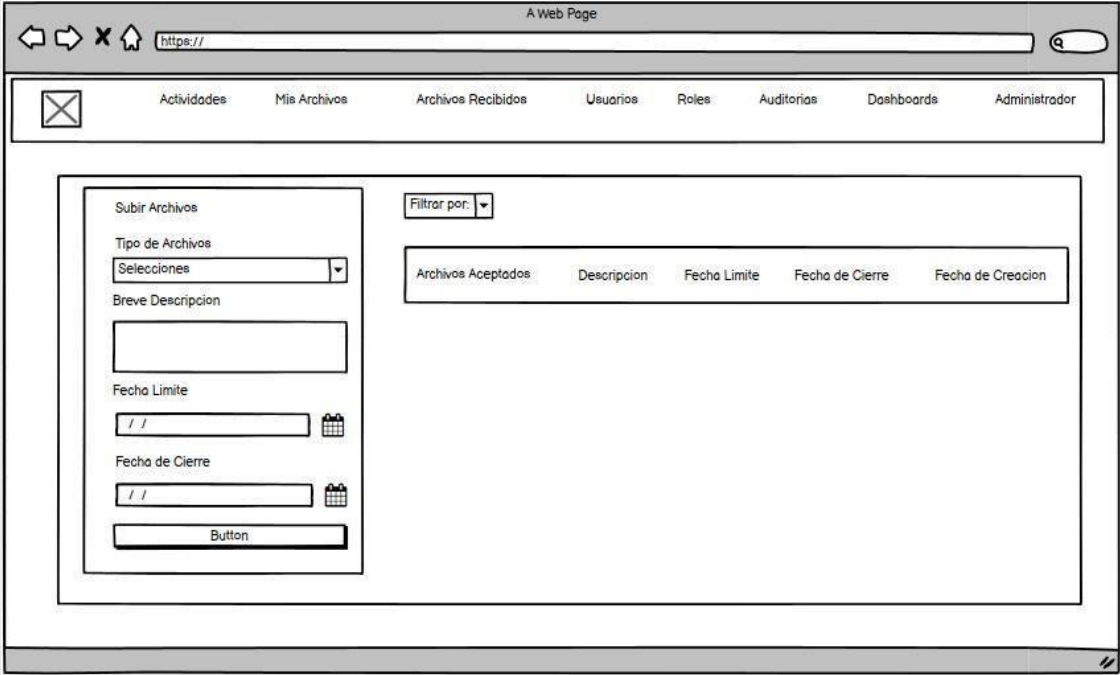 A Web Page
https://
Actividades Mis Archivos Archivos Recibidos Usuarios Roles Auditorias Dashboards Administrador
Subir Archivos
Tipo de Archivos
Selecciones
Breve Descripcion
Fecha Limite
/ /
Fecha de Cierre
/ /
Button
Filtrar por:
Archivos Aceptados Descripcion Fecha Limite Fecha de Cierre Fecha de Creacion